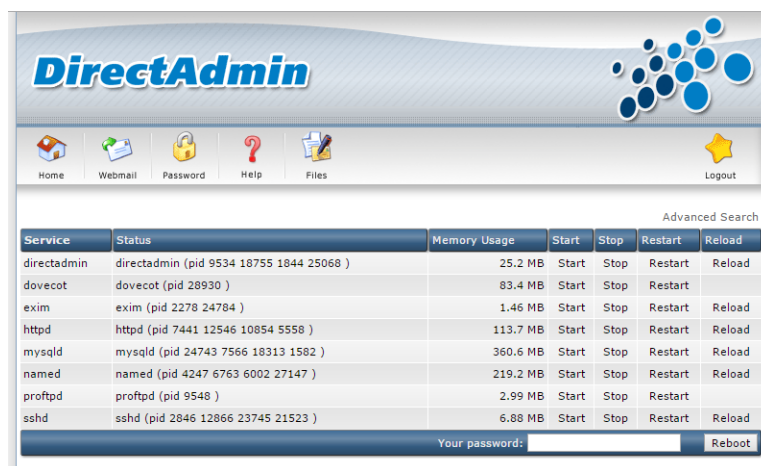 DirectAdmin
Home Webmail Password Help Files Logout
Advanced Search
Service Status Memory Usage Start Stop Restart Reload
directadmin directadmin (pid 9534 18755 1844 25068 ) 25.2 MB Start Stop Restart Reload
dovecot dovecot (pid 28930 ) 83.4 MB Start Stop Restart
exim exim (pid 2278 24784 ) 1.46 MB Start Stop Restart Reload
httpd httpd (pid 7441 12546 10854 5558 ) 113.7 MB Start Stop Restart Reload
mysqld mysqld (pid 24743 7566 18313 1582 ) 360.6 MB Start Stop Restart Reload
named named (pid 4247 6763 6002 27147 ) 219.2 MB Start Stop Restart Reload
proftpd proftpd (pid 9548 ) 2.99 MB Start Stop Restart
sshd sshd (pid 2846 12866 23745 21523 ) 6.88 MB Start Stop Restart Reload
Your password: Reboot